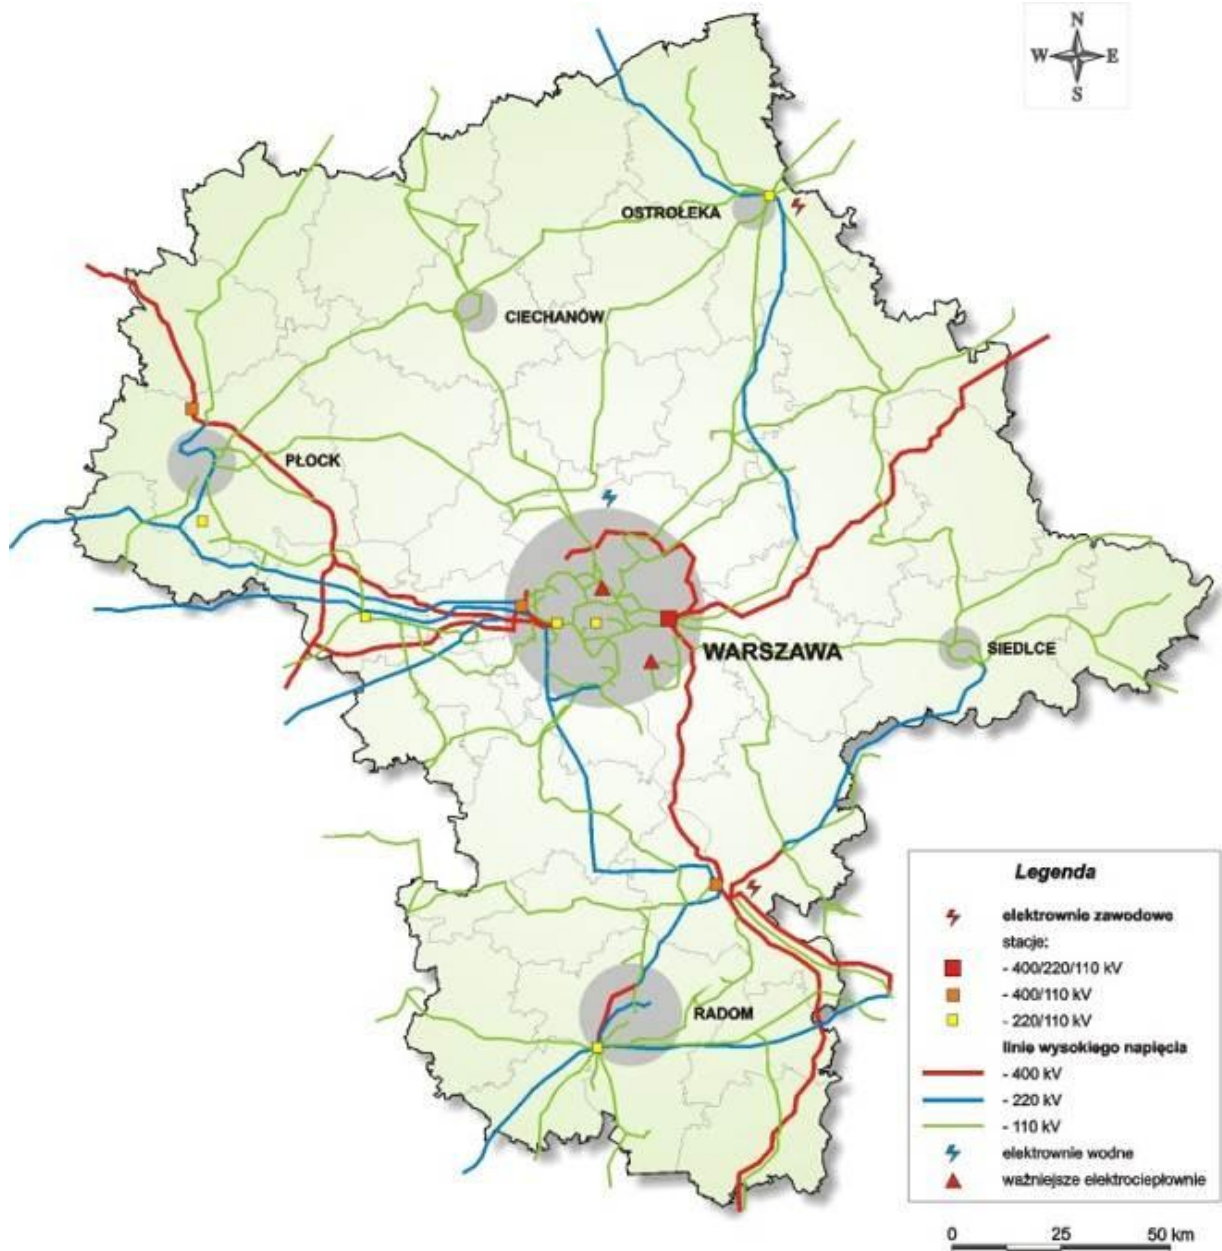 N
W E
S
OSTROŁEKA
CIECHANÓW
PŁOCK
WARSZAWA
SIEDLCE
RADOM
Legenda
elektrownie zawodowe
stacje:
- 400/220/110 kV
- 400/110 kV
- 220/110 kV
linie wysokiego napięcia
- 400 kV
- 220 kV
- 110 kV
elektrownie wodne
ważniejsze elektrociepłownie
0 25 50 km